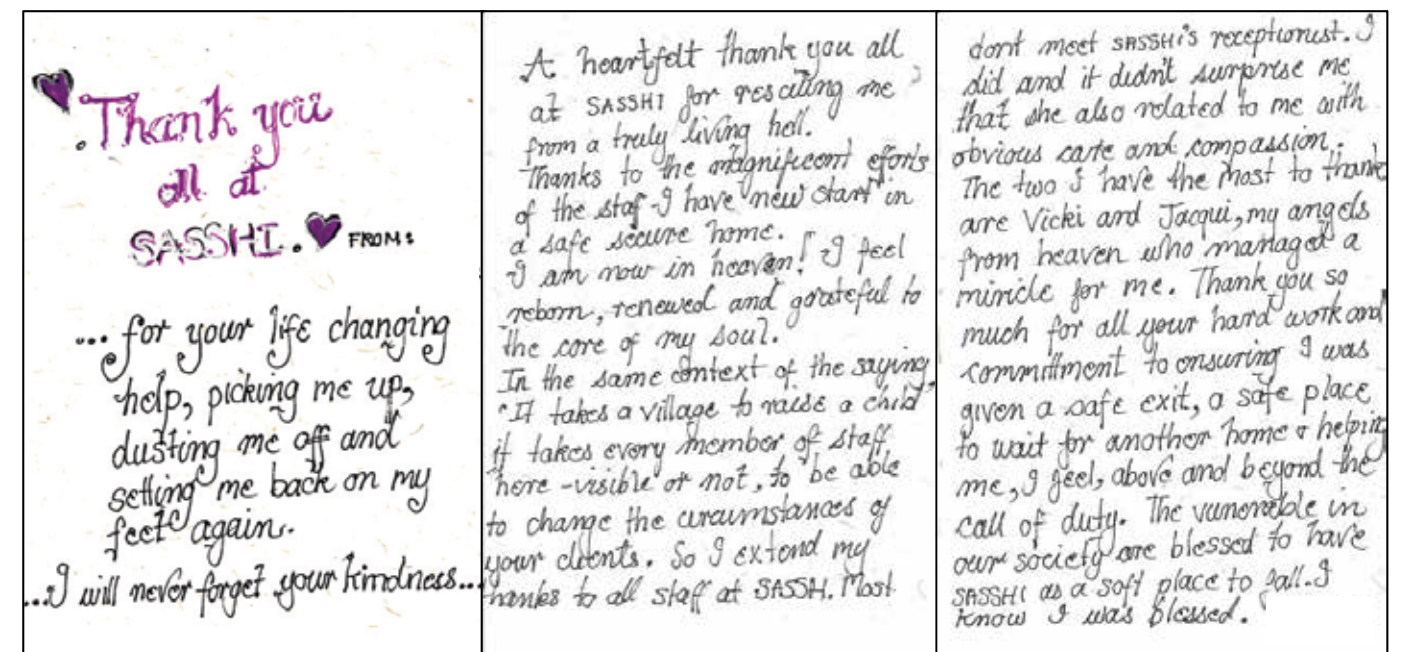 Thank you
all at
SASSHI. FROM:
... for your life changing
help, picking me up,
dusting me off and
setting me back on my
feet again.
...I will never forget your kindness...
A heartfelt thank you all
at SASSHI for rescuing me
from a truly living hell.
Thanks to the magnificent efforts
of the staf - I have new start in
a safe secure home.
I am now in heaven! I feel
reborn, renewed and grateful to
the core of my soul.
In the same context of the saying
"It takes a village to raise a child"
it takes every member of staff
here - visible or not, to be able
to change the circumstances of
your clients. So I extend my
thanks to all staff at SASSH. Most
dont meet SASSHI's receptionist. I
did and it didn't surprise me
that she also related to me with
obvious care and compassion.
The two I have the most to thank
are Vicki and Jacqui, my angels
from heaven who managed a
miricle for me. Thank you so
much for all your hard work and
committment to ensuring I was
given a safe exit, a safe place
to wait for another home & helping
me, I feel, above and beyond the
call of duty. The vunerable in
our society are blessed to have
SASSHI as a soft place to fall. I
know I was blessed.